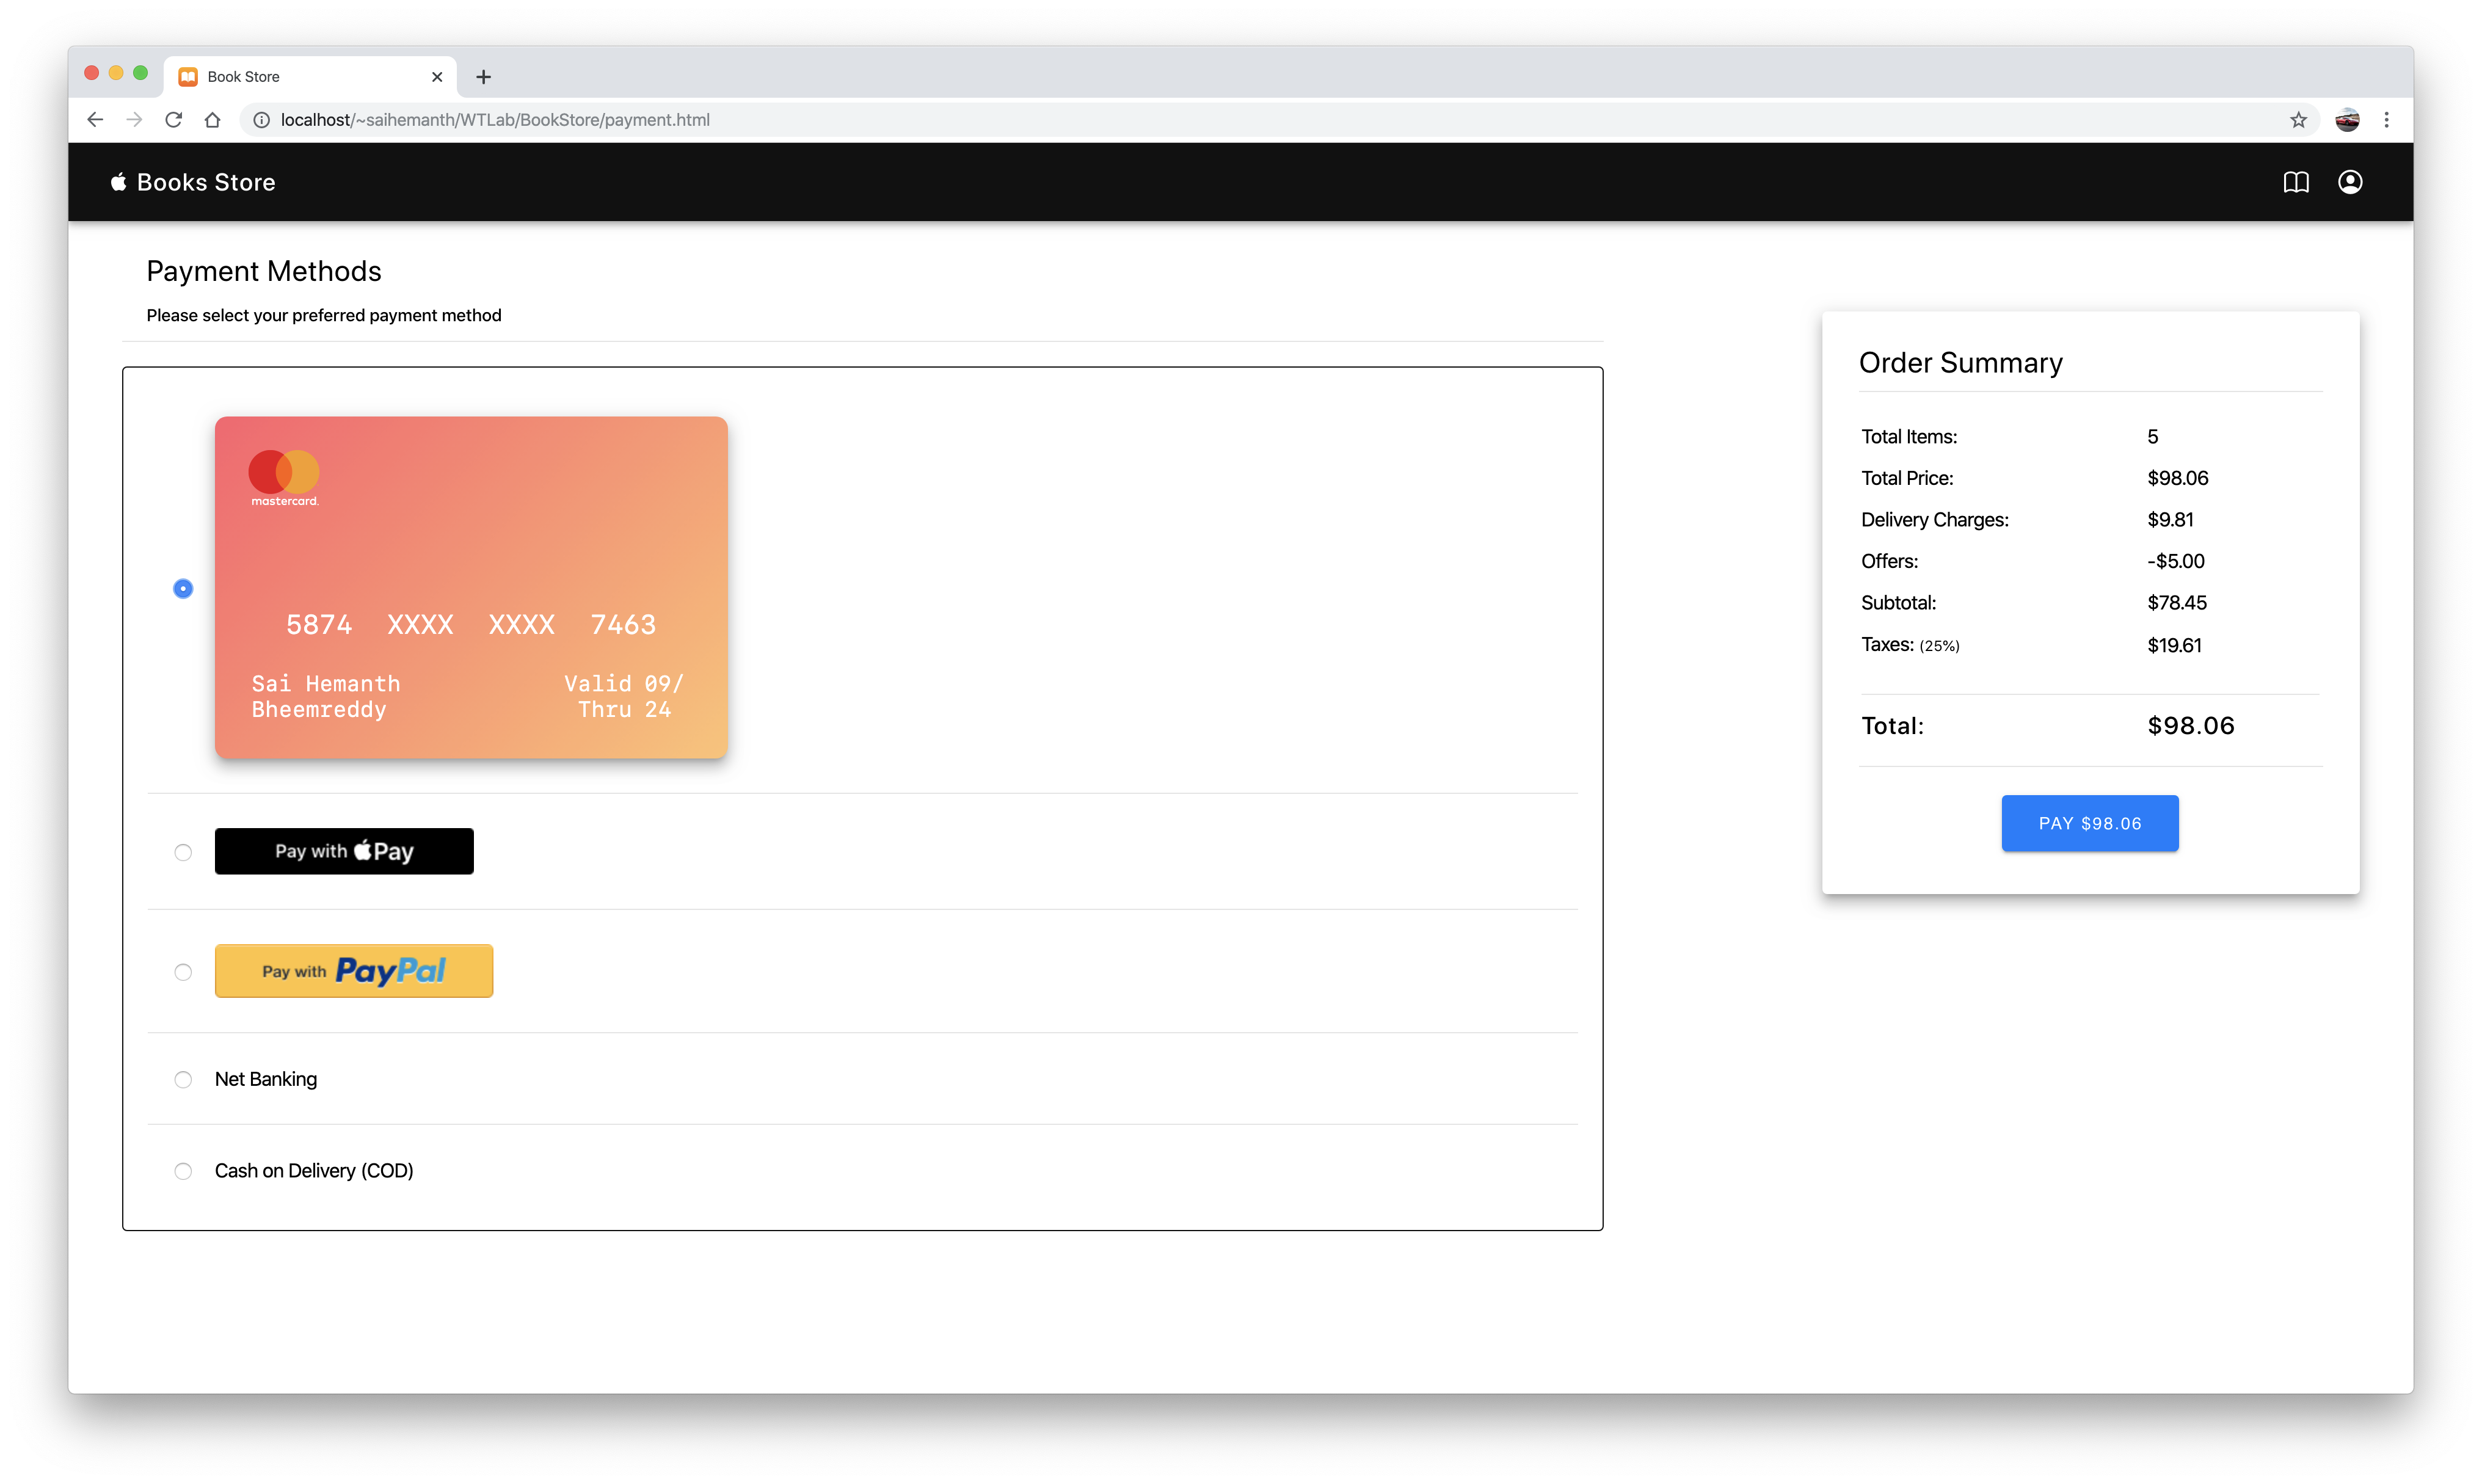 Book Store
localhost/~saihemanth/WTLab/BookStore/payment.html
Books Store
Payment Methods
Please select your preferred payment method
mastercard.
5874 XXXX XXXX 7463
Sai Hemanth
Bheemreddy
Valid 09/
Thru 24
Pay with Pay
Pay with PayPal
Net Banking
Cash on Delivery (COD)
Order Summary
Total Items: 5
Total Price: $98.06
Delivery Charges: $9.81
Offers: -$5.00
Subtotal: $78.45
Taxes: (25%) $19.61
Total: $98.06
PAY $98.06